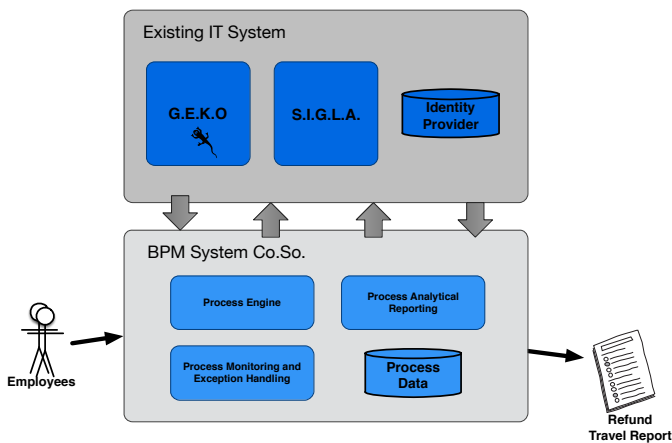 Existing IT System
G.E.K.O
S.I.G.L.A.
Identity
Provider
BPM System Co.So.
Process Engine
Process Analytical
Reporting
Process Monitoring and
Exception Handling
Process
Data
Employees
Refund
Travel Report